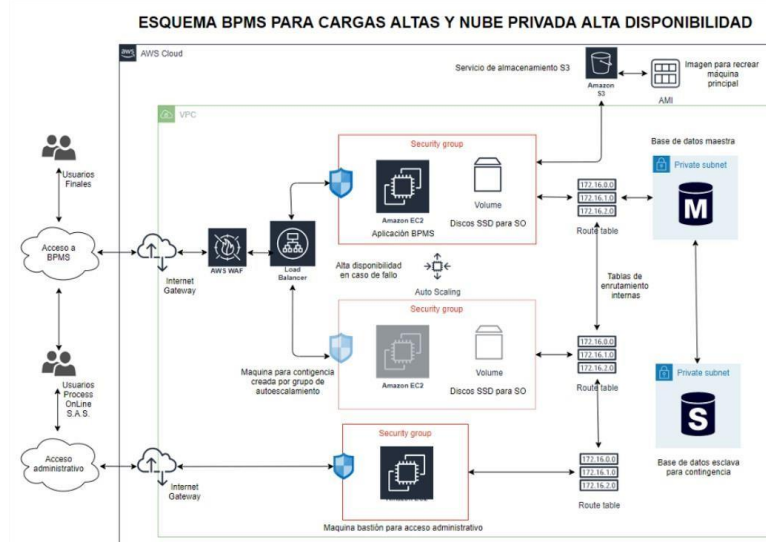 ESQUEMA BPMS PARA CARGAS ALTAS Y NUBE PRIVADA ALTA DISPONIBILIDAD
aws
AWS Cloud
Servicio de almacenamiento S3
Amazon
S3
Imagen para recrear
máquina
principal
AMI
VPC
Usuarios
Finales
Acceso a
BPMS
Internet
Gateway
AWS WAF
Load
Balancer
Security group
Amazon EC2
Aplicación BPMS
Volume
Discos SSD para SO
172.16.0.0
172.16.1.0
172.16.2.0
Route table
Base de datos maestra
Private subnet
M
Alta disponibilidad
en caso de fallo
Auto Scaling
Tablas de
enrutamiento
internas
Security group
Amazon EC2
Volume
Discos SSD para SO
Maquina para contigencia
creada por grupo de
autoescalamiento
172.16.0.0
172.16.1.0
172.16.2.0
Route table
Private subnet
S
Base de datos esclava
para contingencia
Usuarios
Process
OnLine
S.A.S.
Acceso
administrativo
Internet
Gateway
Security group
Amazon EC2
Maquina bastión para acceso administrativo
172.16.0.0
172.16.1.0
172.16.2.0
Route table